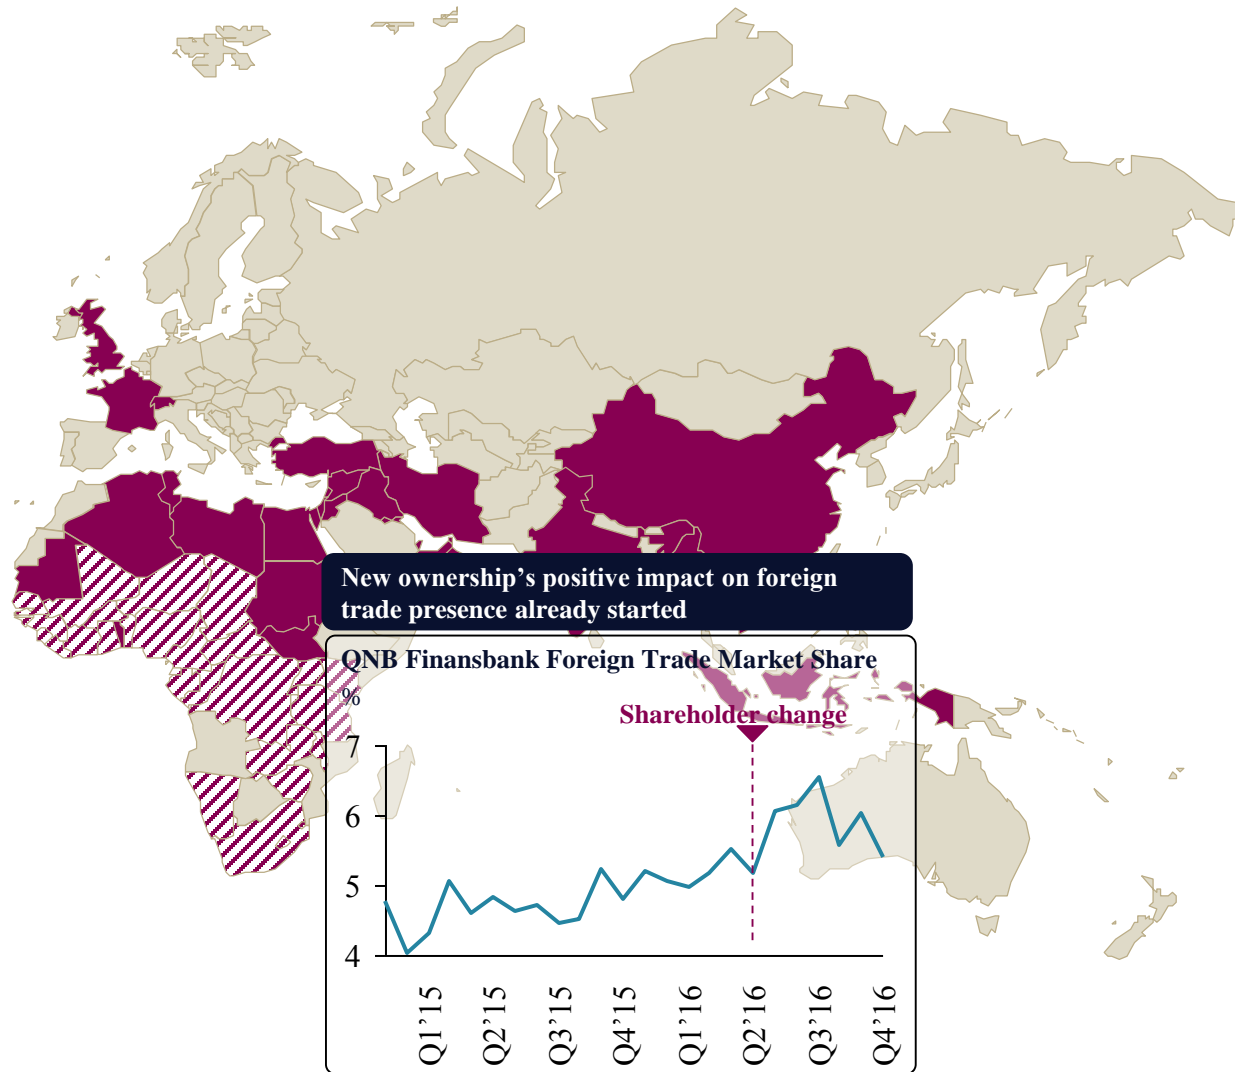 New ownership’s positive impact on foreign
trade presence already started
QNB Finansbank Foreign Trade Market Share
%
Shareholder change
7
6
5
4
Q1’15
Q2’15
Q3’15
Q4’15
Q1’16
Q2’16
Q3’16
Q4’16